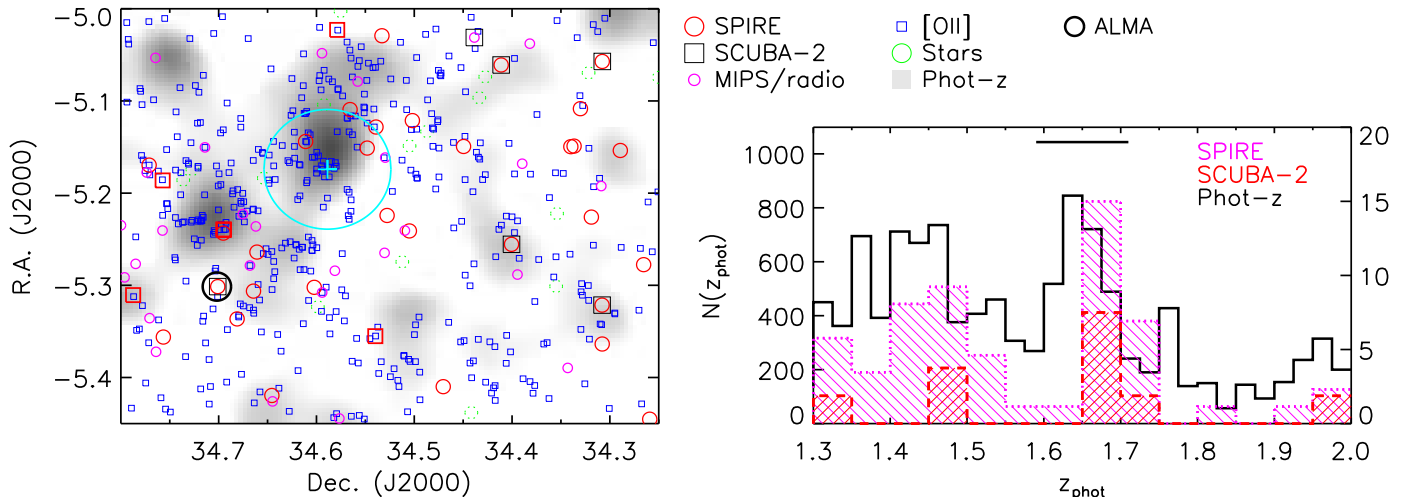 SPIRE
SCUBA-2
MIPS/radio
[OII]
Stars
Phot-z
ALMA
R.A. (J2000)
−5.0
−5.1
−5.2
−5.3
−5.4
34.7
34.6
34.5
34.4
34.3
Dec. (J2000)
N(z_phot)
1000
800
600
400
200
0
20
15
10
5
0
SPIRE
SCUBA-2
Phot-z
1.3
1.4
1.5
1.6
1.7
1.8
1.9
2.0
z_phot